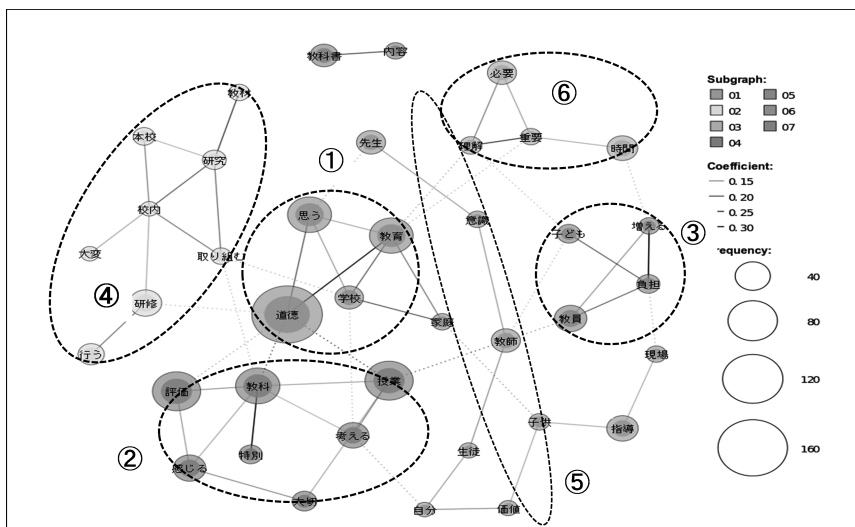 教科書
内容
必要
⑥
理解
重要
時間
教材
本校
研究
校内
大変
取り組む
④
研修
行う
先生
①
思う
教育
学校
道徳
家庭
意識
子ども
増える
③
負担
教員
教師
現場
評価
教科
授業
②
特別
考える
感じる
大切
生徒
子供
指導
⑤
自分
価値
Subgraph:
01 05
02 06
03 07
04
Coefficient:
0.15
0.20
0.25
0.30
requency:
40
80
120
160